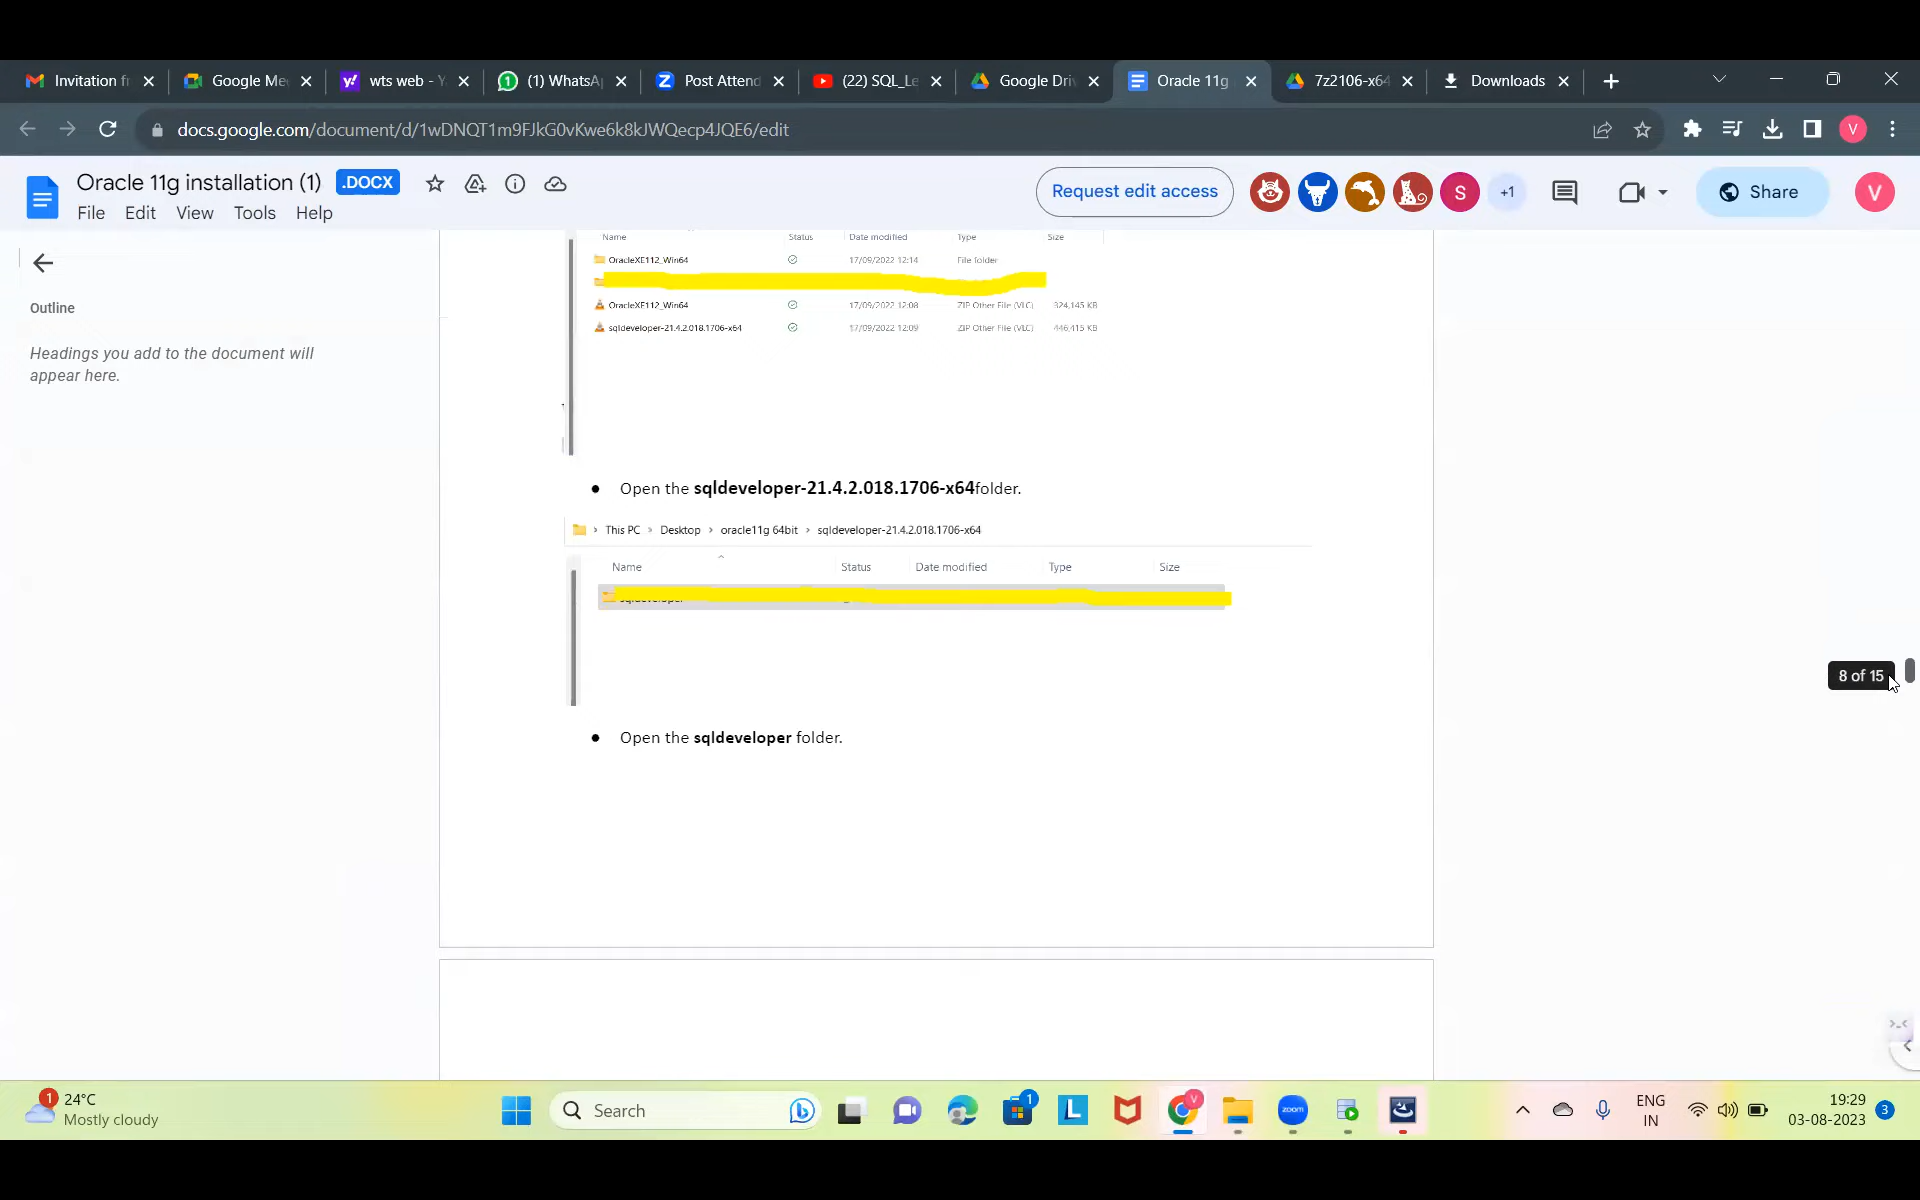 Invitation fr
Google Me
wts web - Y
(1) WhatsA
Post Attend
(22) SQL_Le
Google Dri
Oracle 11g
7z2106-x64
Downloads
docs.google.com/document/d/1wDNQT1m9FJkG0vKwe6k8kJWQecp4JQE6/edit
V
Oracle 11g installation (1)
.DOCX
File Edit View Tools Help
Request edit access
S
+1
Share
V
Outline
Headings you add to the document will
appear here.
Name Status Date modified Type Size
OracleXE112_Win64 17/09/2022 12:14 File folder
OracleXE112_Win64 17/09/2022 12:08 ZIP Other File (VLC) 324,145 KB
sqldeveloper-21.4.2.018.1706-x64 17/09/2022 12:09 ZIP Other File (VLC) 446,415 KB
● Open the sqldeveloper-21.4.2.018.1706-x64folder.
This PC > Desktop > oracle11g 64bit > sqldeveloper-21.4.2.018.1706-x64
Name Status Date modified Type Size
● Open the sqldeveloper folder.
8 of 15
1
24°C
Mostly cloudy
Search
1
L
V
zoom
ENG
IN
19:29
03-08-2023
3